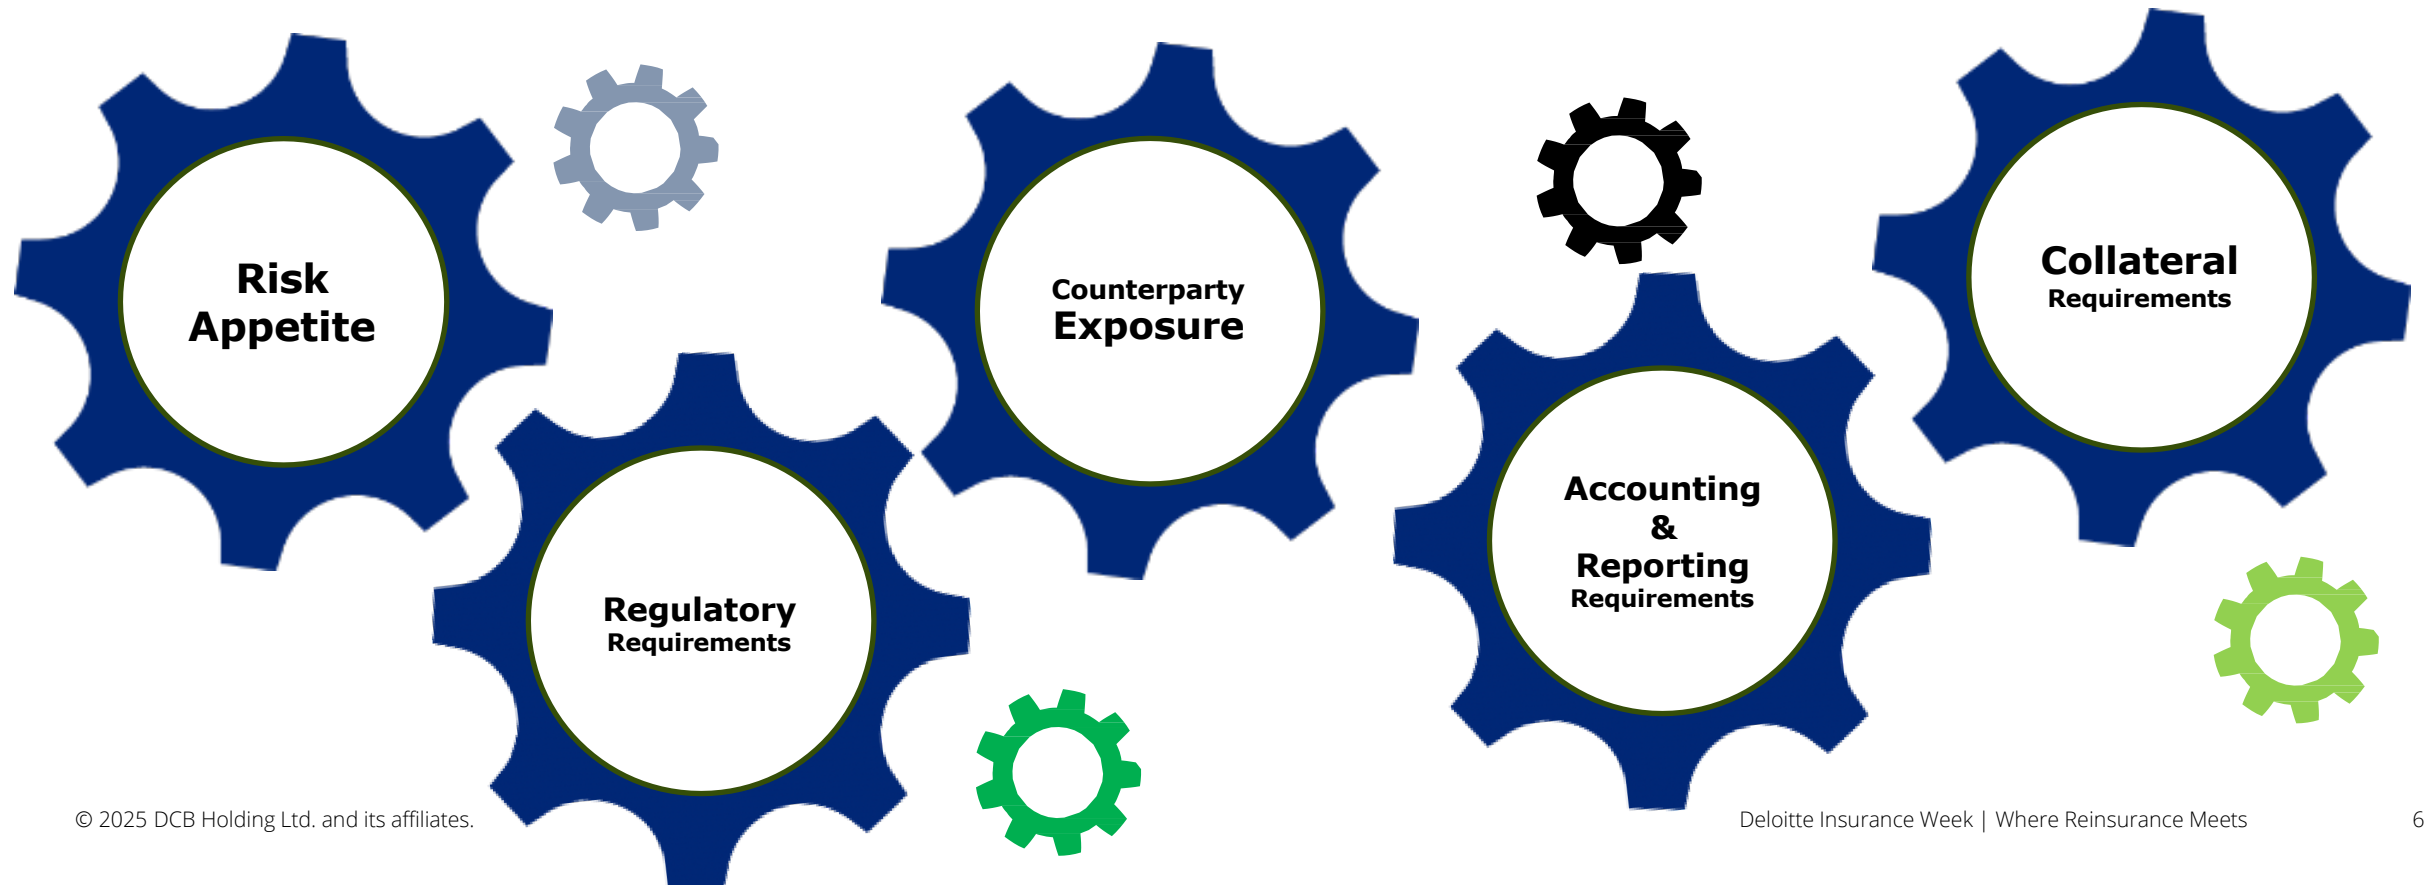 Risk
Appetite
Regulatory
Requirements
Counterparty
Exposure
Accounting
&
Reporting
Requirements
Collateral
Requirements
© 2025 DCB Holding Ltd. and its affiliates.
Deloitte Insurance Week | Where Reinsurance Meets
6